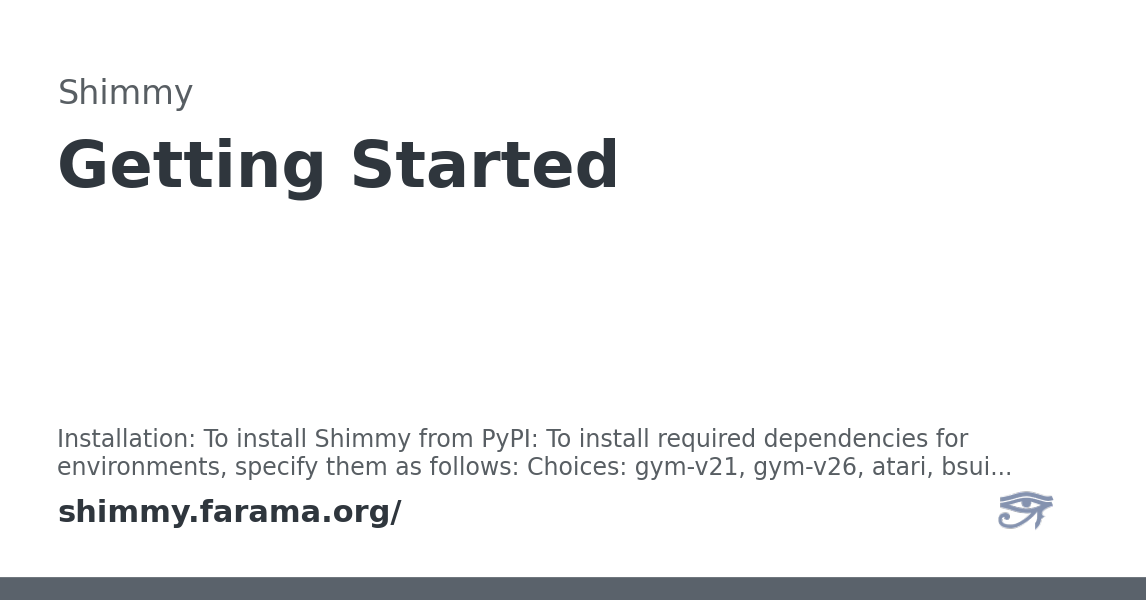 Shimmy
Getting Started
Installation: To install Shimmy from PyPI: To install required dependencies for
environments, specify them as follows: Choices: gym-v21, gym-v26, atari, bsui...
shimmy.farama.org/